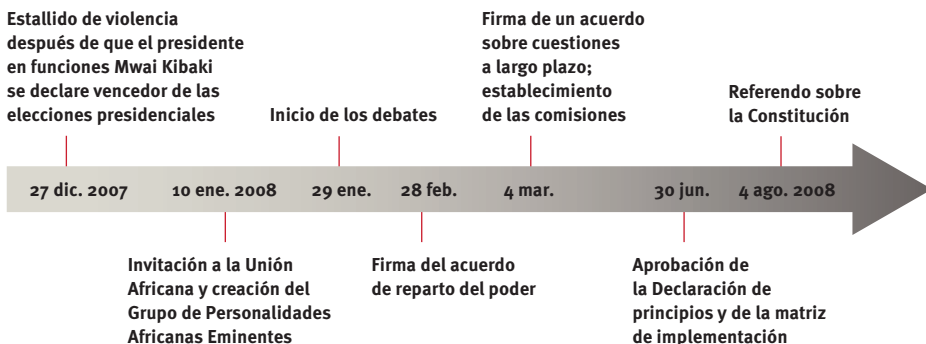 Estallido de violencia
después de que el presidente
en funciones Mwai Kibaki
se declare vencedor de las
elecciones presidenciales
Inicio de los debates
Firma de un acuerdo
sobre cuestiones
a largo plazo;
establecimiento
de las comisiones
Referendo sobre
la Constitución
27 dic. 2007
10 ene. 2008
29 ene.
28 feb.
4 mar.
30 jun.
4 ago. 2008
Invitación a la Unión
Africana y creación del
Grupo de Personalidades
Africanas Eminentes
Firma del acuerdo
de reparto del poder
Aprobación de
la Declaración de
principios y de la matriz
de implementación